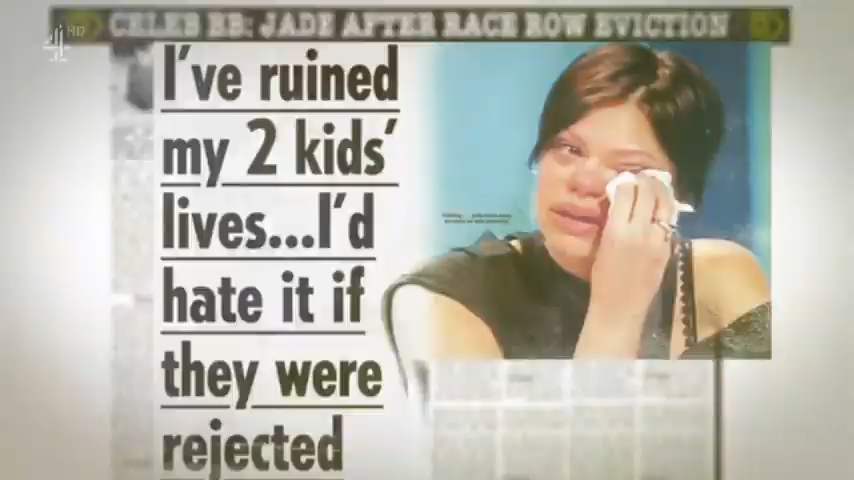 CELEB BB: JADE AFTER RACE ROW EVICTION
4HD
I've ruined
my 2 kids'
lives...I'd
hate it if
they were
rejected